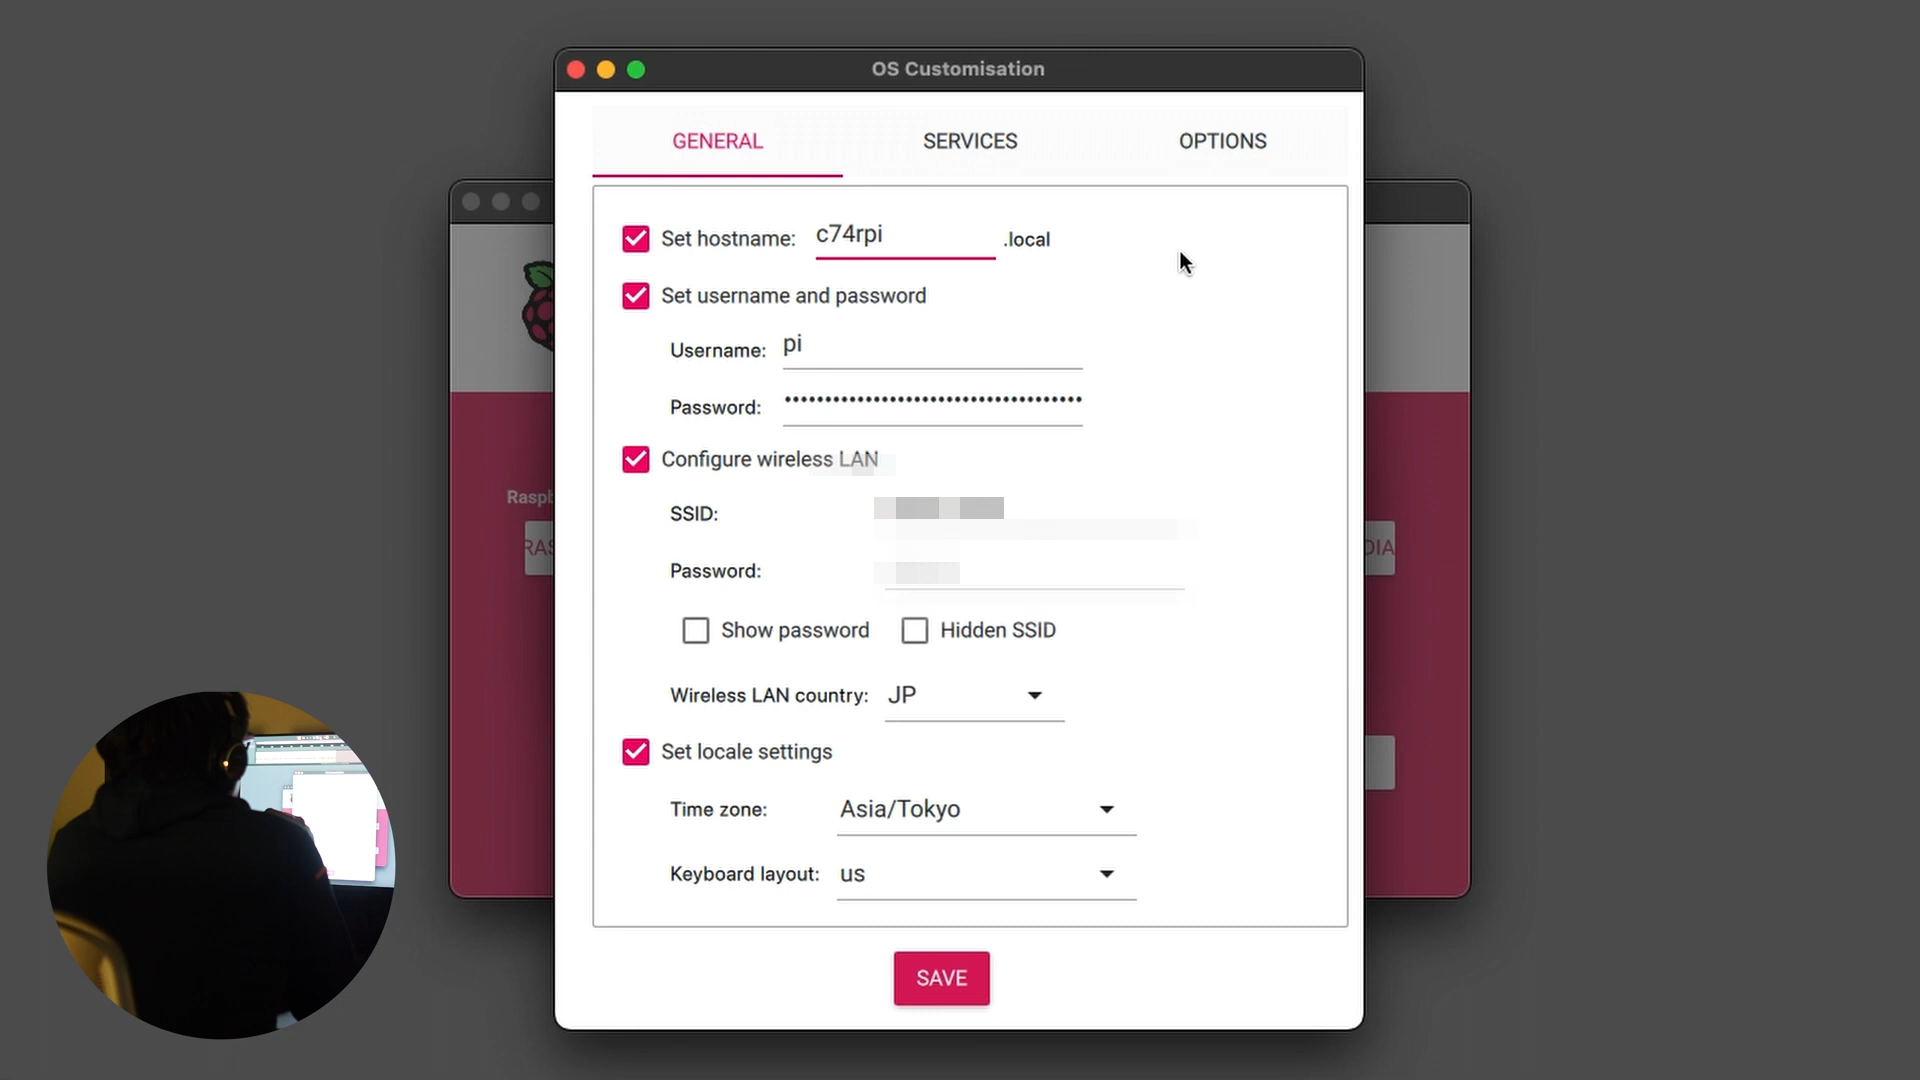 OS Customisation
GENERAL SERVICES OPTIONS
Set hostname: c74rpi .local
Set username and password
Username: pi
Password: ••••••••••••••••••••••••••••••••••••
Configure wireless LAN
SSID:
Password:
Show password Hidden SSID
Wireless LAN country: JP
Set locale settings
Time zone: Asia/Tokyo
Keyboard layout: us
SAVE